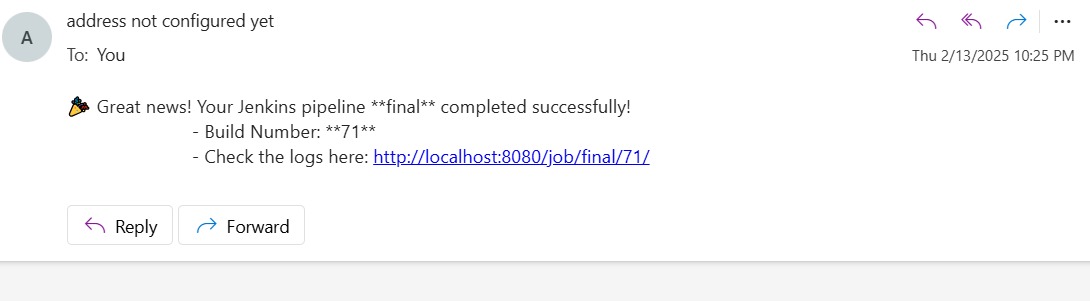 A
address not configured yet
To: You
Thu 2/13/2025 10:25 PM
🎉 Great news! Your Jenkins pipeline **final** completed successfully!
- Build Number: **71**
- Check the logs here: http://localhost:8080/job/final/71/
Reply
Forward